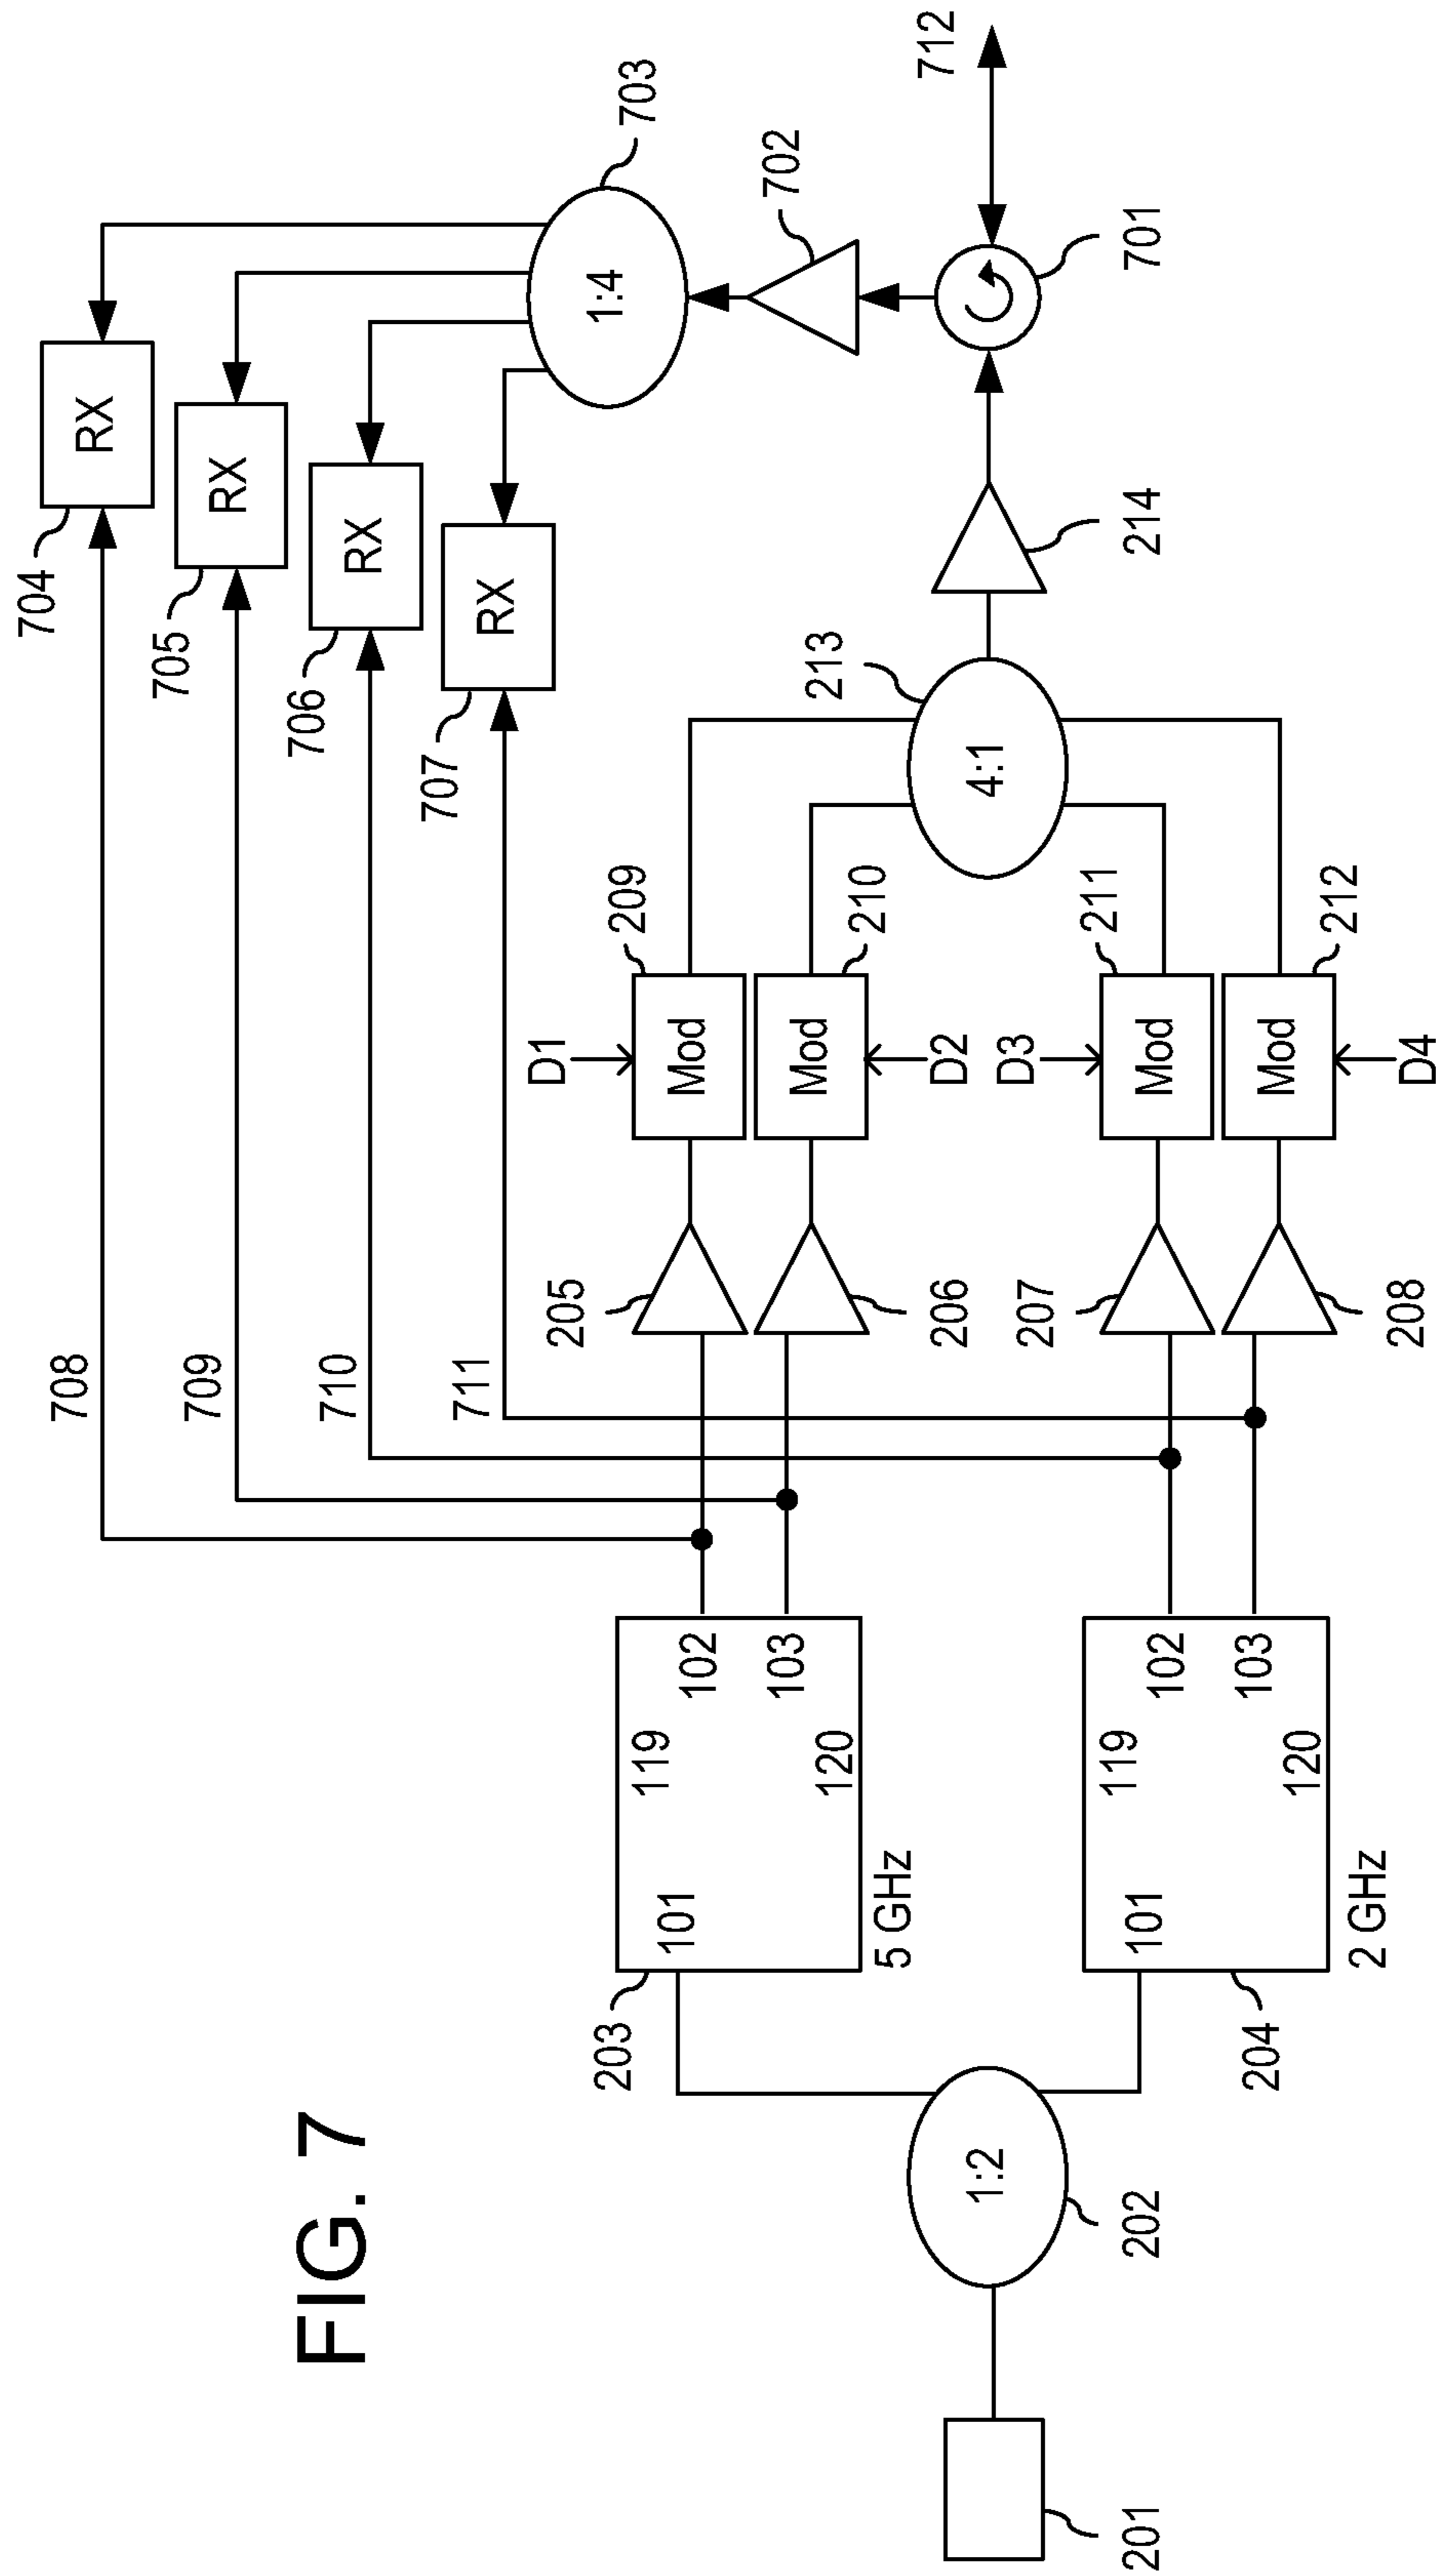 FIG. 7
708
709
710
711
704
705
706
707
RX
RX
RX
RX
703
1:4
702
712
701
214
213
4:1
209
210
211
212
D1
D2
D3
D4
Mod
Mod
Mod
Mod
205
206
207
208
203
101
119
102
103
120
5 GHz
204
101
119
102
103
120
2 GHz
1:2
202
201